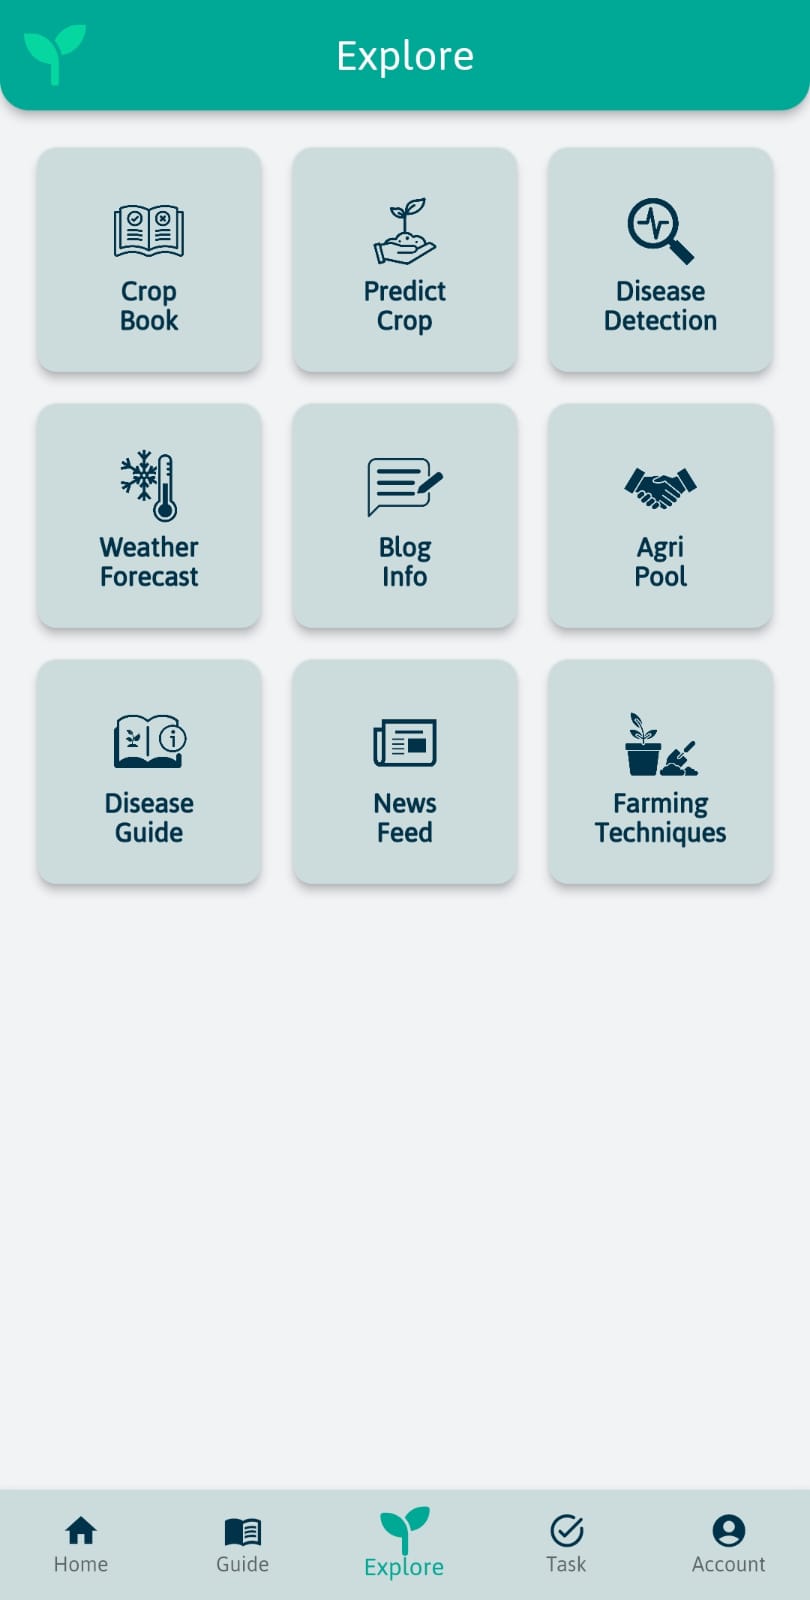 Explore
Crop
Book
Predict
Crop
Disease
Detection
Weather
Forecast
Blog
Info
Agri
Pool
Disease
Guide
News
Feed
Farming
Techniques
Home
Guide
Explore
Task
Account